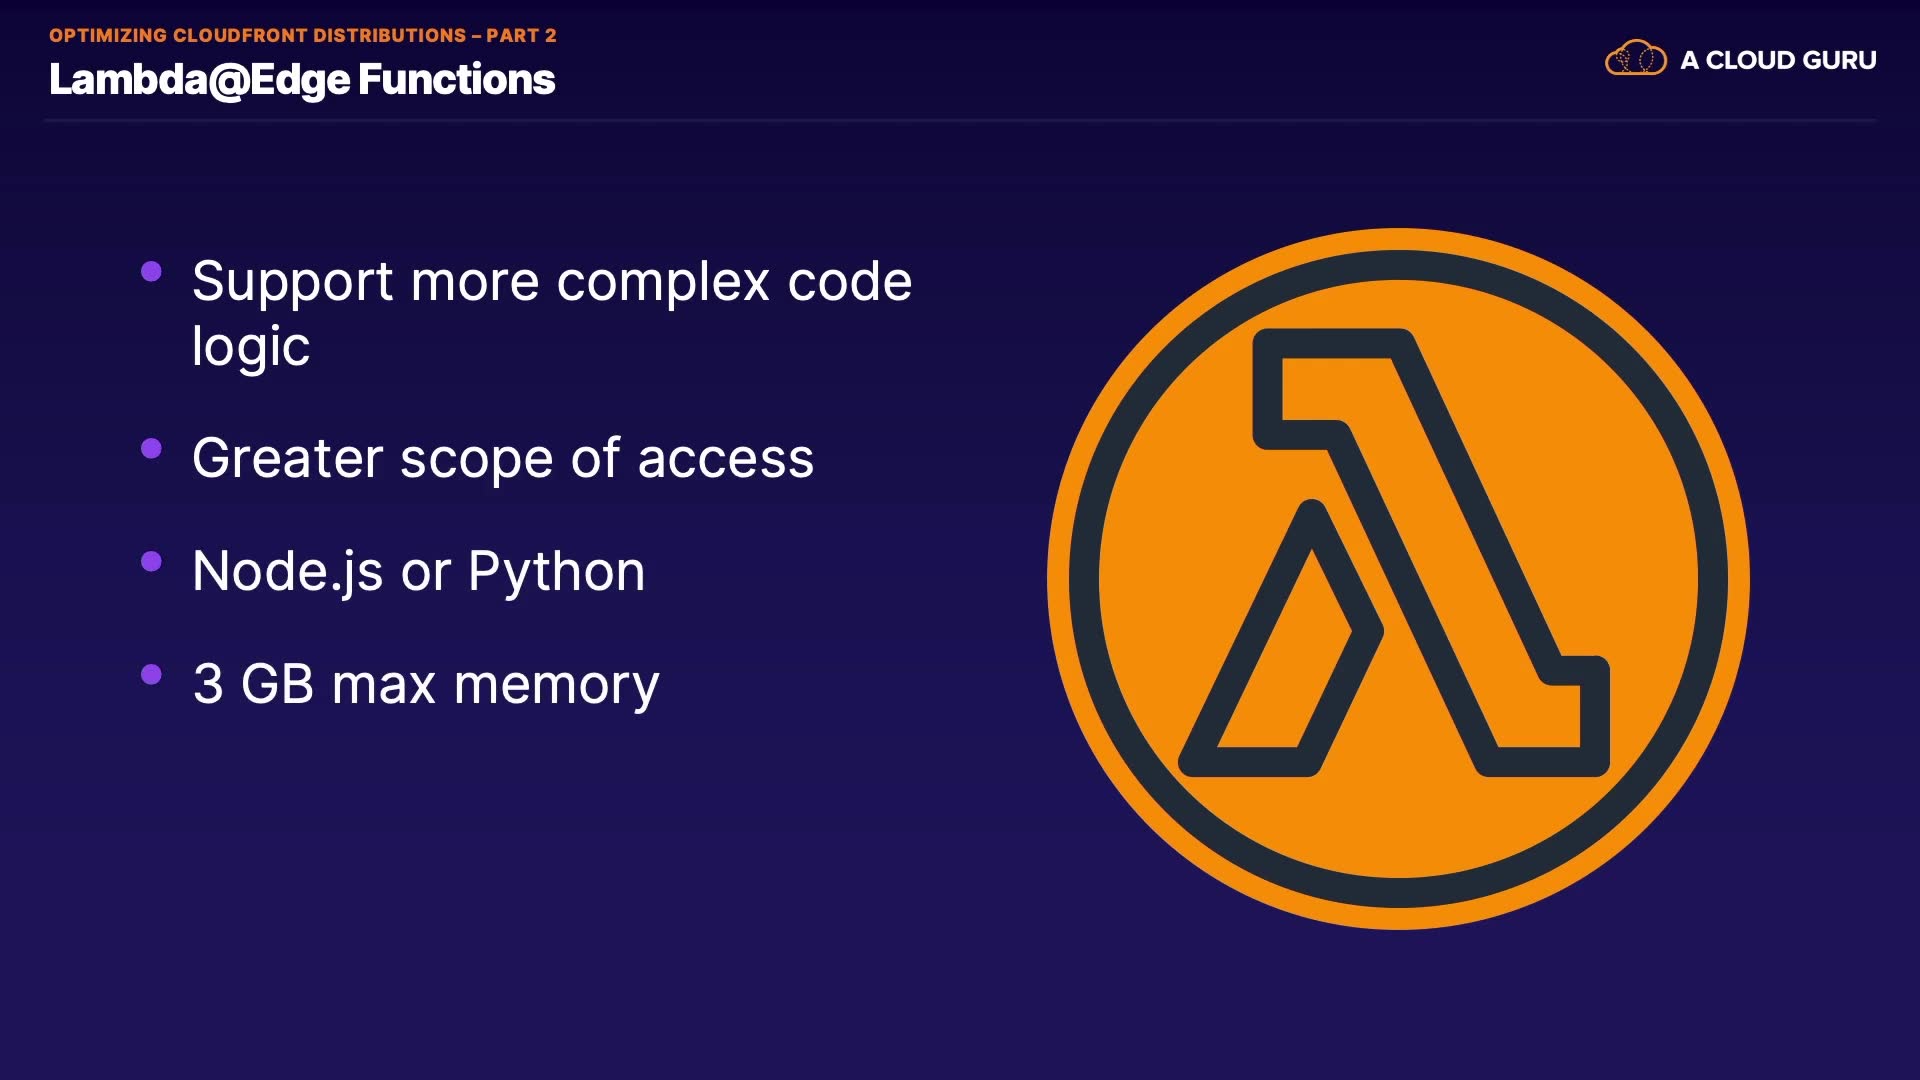 OPTIMIZING CLOUDFRONT DISTRIBUTIONS – PART 2
Lambda@Edge Functions
A CLOUD GURU
Support more complex code
logic
Greater scope of access
Node.js or Python
3 GB max memory